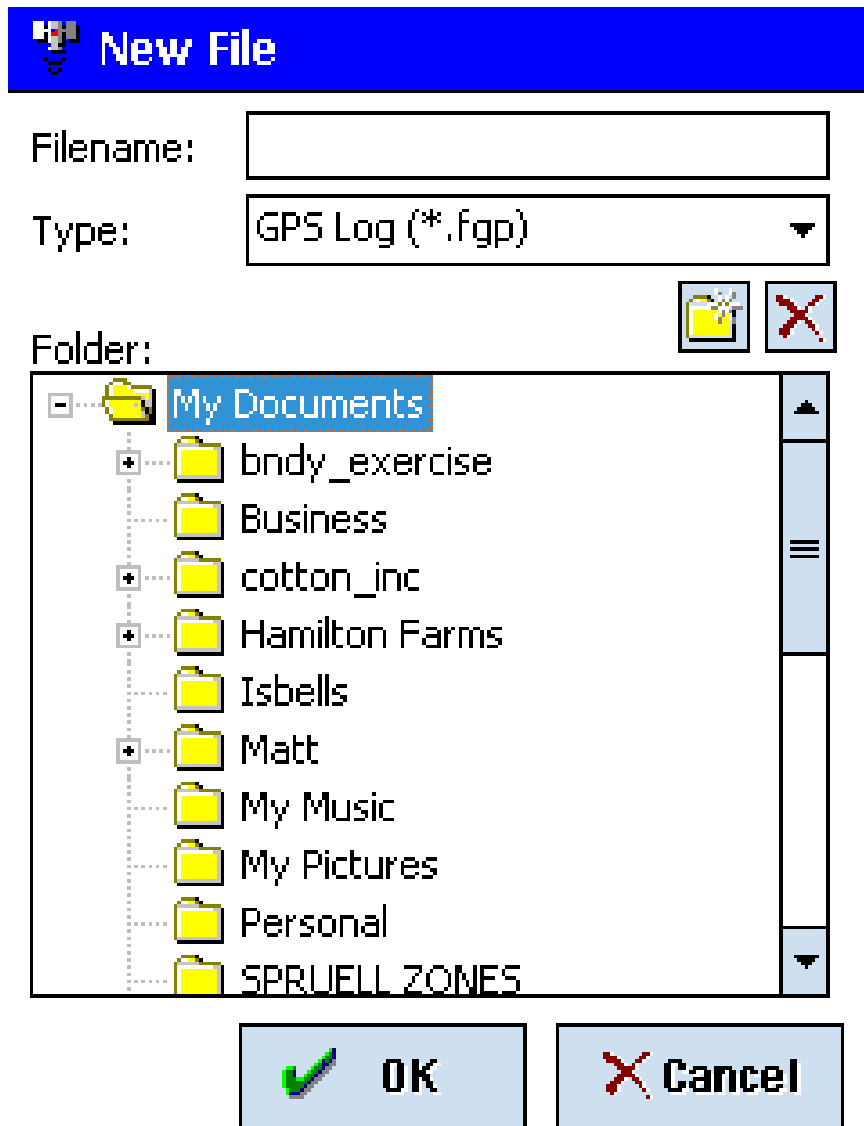 New File
Filename:
Type: GPS Log (*.fgp)
Folder:
My Documents
bndy_exercise
Business
cotton_inc
Hamilton Farms
Isbells
Matt
My Music
My Pictures
Personal
SPRUELL ZONES
OK Cancel